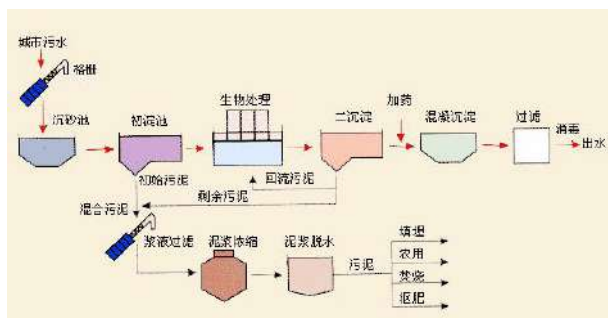 城市污水
格栅
沉砂池
初淀池
生物处理
二沉淀
加药
混凝沉淀
过滤
消毒
出水
初始污泥
回流污泥
剩余污泥
混合污泥
浆液过滤
泥浆浓缩
泥浆脱水
污泥
填埋
农用
焚烧
沤肥